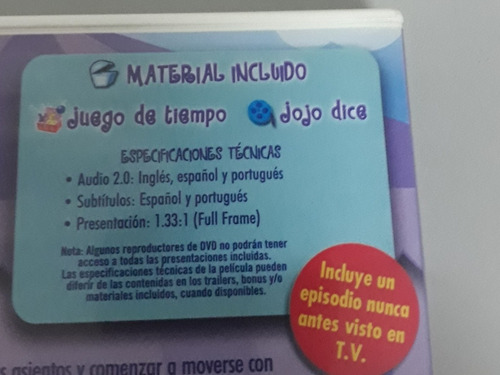 MATERIAL INCLUIDO
juego de tiempo
jojo dice
ESPECIFICACIONES TÉCNICAS
• Audio 2.0: Inglés, español y portugués
• Subtítulos: Español y portugués
• Presentación: 1.33:1 (Full Frame)
Nota: Algunos reproductores de DVD no podrán tener
acceso a todas las presentaciones incluidas.
Las especificaciones técnicas de la película pueden
diferir de las contenidas en los trailers, bonus y/o
materiales incluidos, cuando disponibles.
Incluye un
episodio nunca
antes visto en
T.V.
asientos y comenzar a moverse con